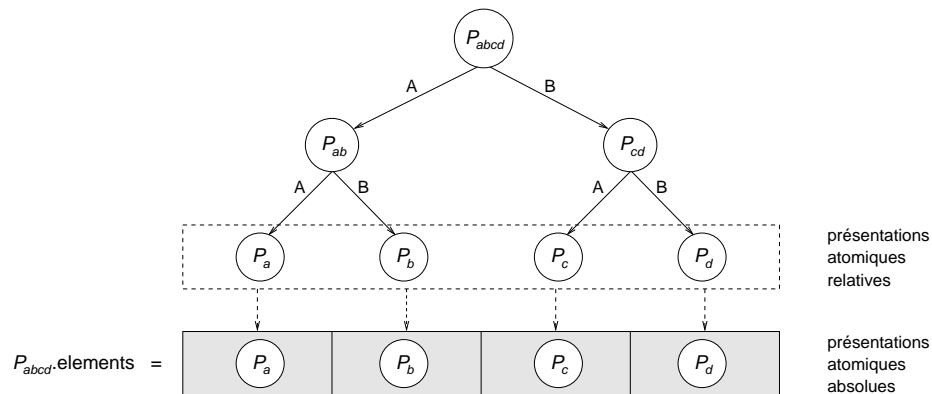 P_abcd
A B
P_ab P_cd
A B A B
P_a P_b P_c P_d
présentations
atomiques
relatives
P_abcd.elements = P_a P_b P_c P_d
présentations
atomiques
absolues